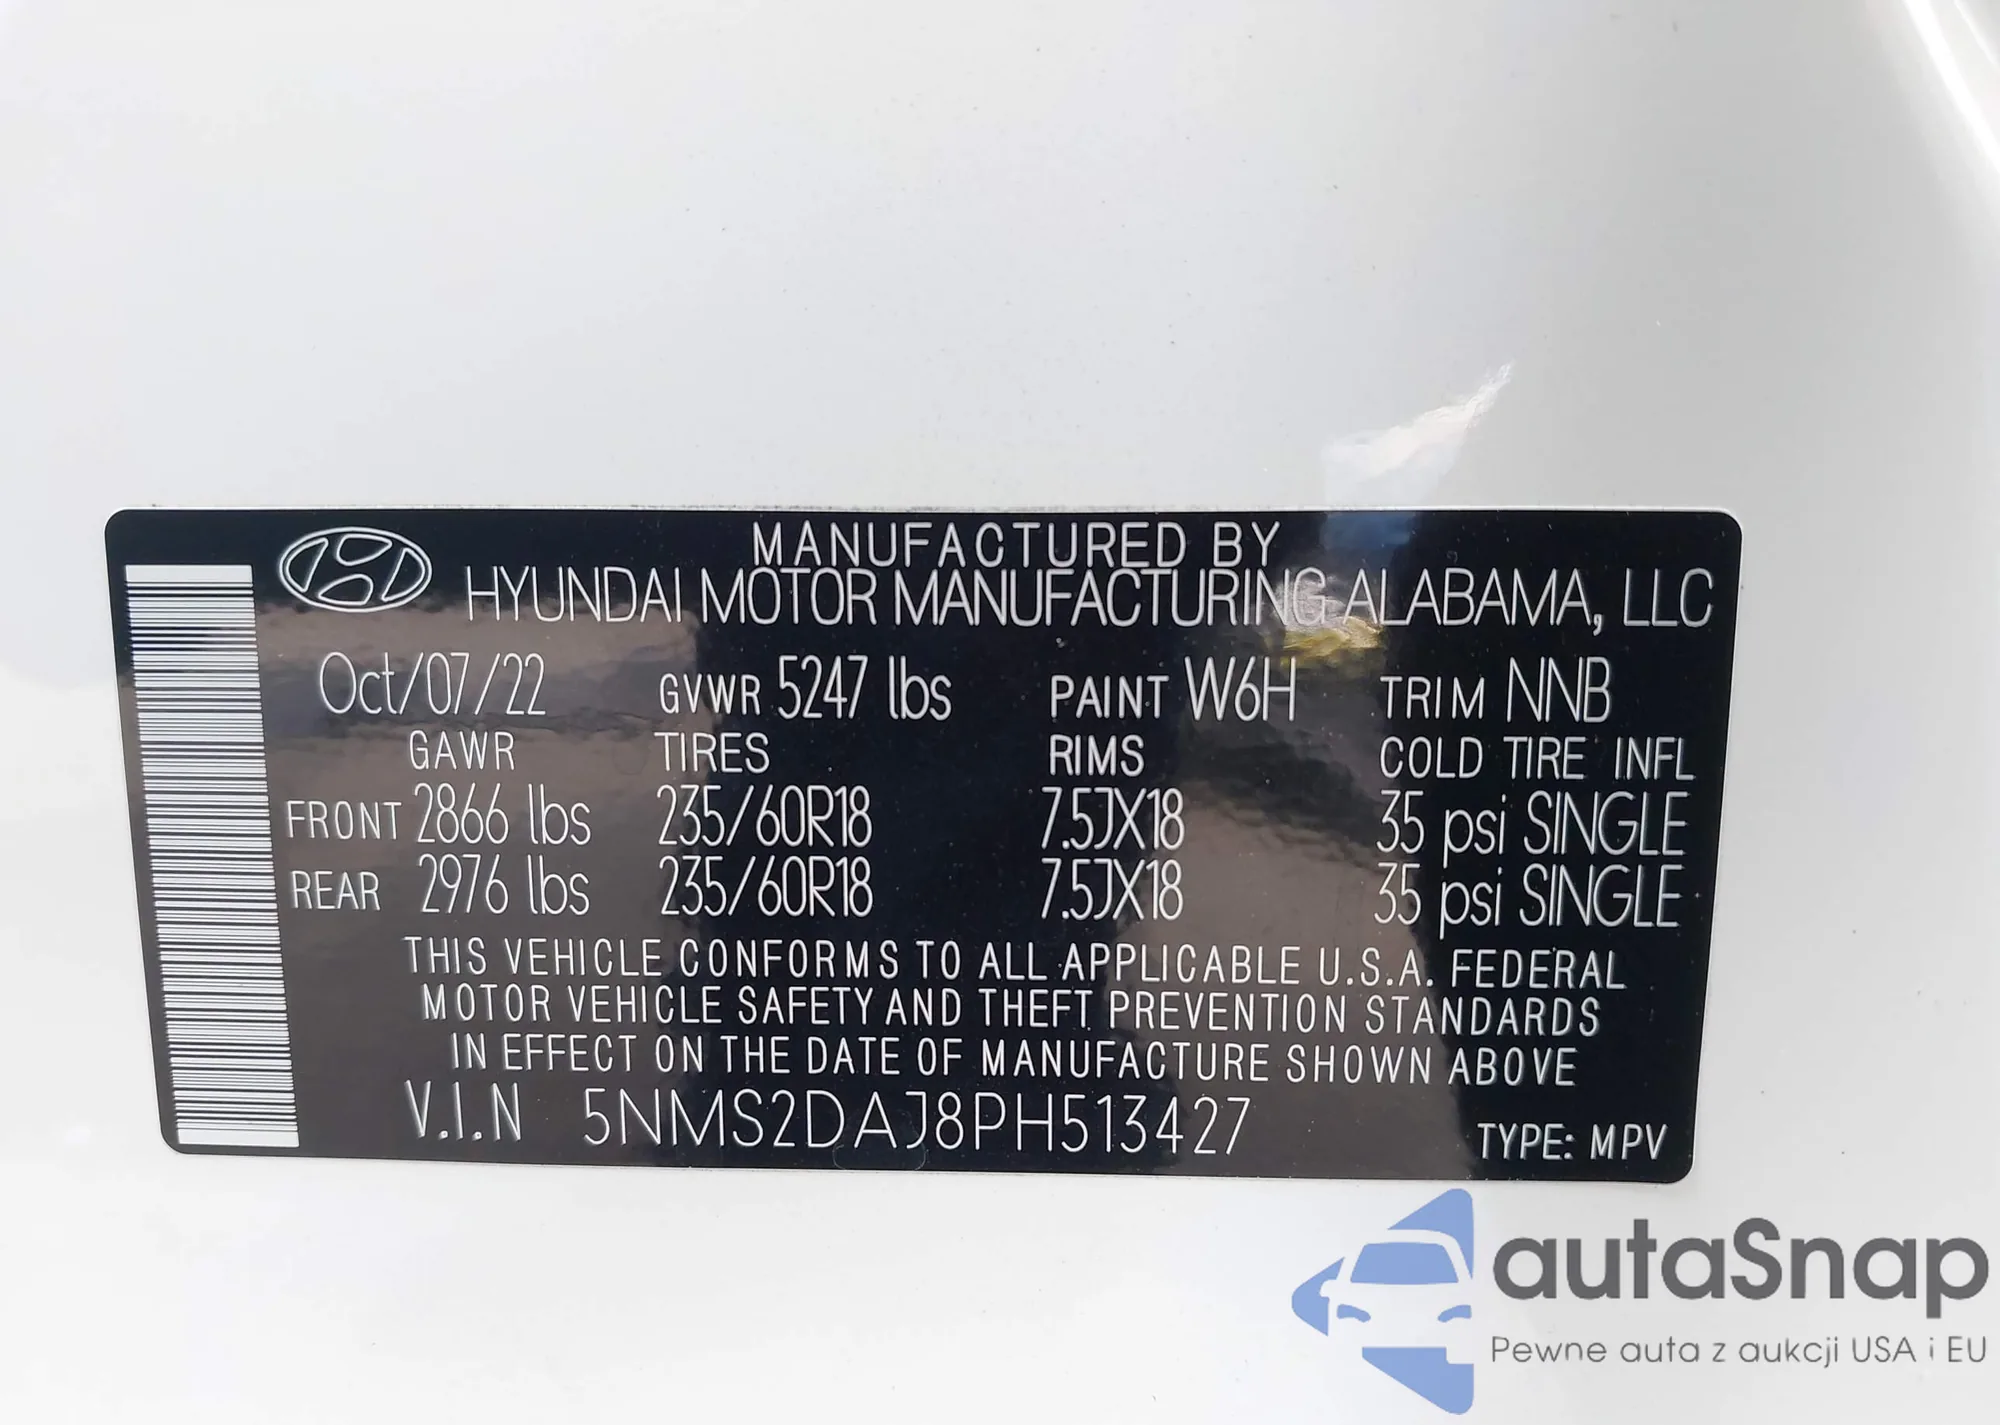 MANUFACTURED BY
HYUNDAI MOTOR MANUFACTURING ALABAMA, LLC
Oct/07/22 GVWR 5247 lbs PAINT W6H TRIM NNB
GAWR TIRES RIMS COLD TIRE INFL
FRONT 2866 lbs 235/60R18 7.5JX18 35 psi SINGLE
REAR 2976 lbs 235/60R18 7.5JX18 35 psi SINGLE
THIS VEHICLE CONFORMS TO ALL APPLICABLE U.S.A. FEDERAL
MOTOR VEHICLE SAFETY AND THEFT PREVENTION STANDARDS
IN EFFECT ON THE DATE OF MANUFACTURE SHOWN ABOVE
V.I.N 5NMS2DAJ8PH513427 TYPE: MPV
autaSnap
Pewne auta z aukcji USA i EU